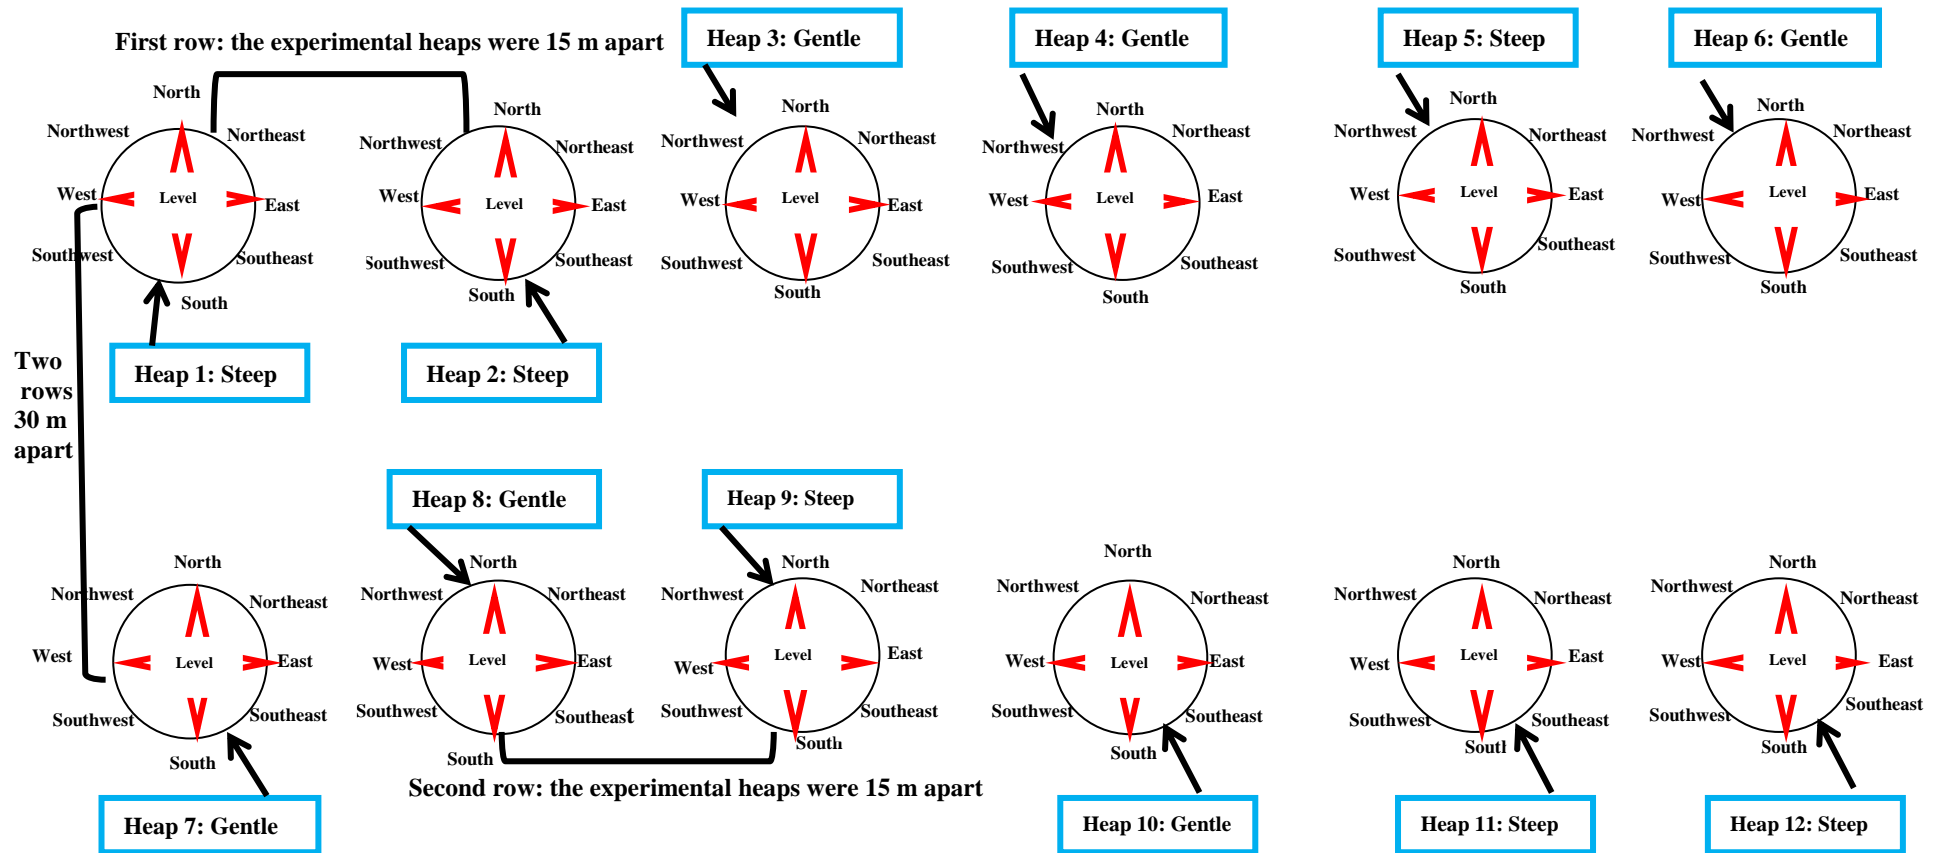 First row: the experimental heaps were 15 m apart
Heap 3: Gentle
Heap 4: Gentle
Heap 5: Steep
Heap 6: Gentle
North
Northwest
Northeast
West
Level
East
Southwest
Southeast
South
North
Northwest
Northeast
West
Level
East
Southwest
Southeast
South
North
Northwest
Northeast
West
Level
East
Southwest
Southeast
South
North
Northwest
Northeast
West
Level
East
Southwest
Southeast
South
North
Northwest
Northeast
West
Level
East
Southwest
Southeast
South
North
Northwest
Northeast
West
Level
East
Southwest
Southeast
South
Heap 1: Steep
Heap 2: Steep
Two
rows
30 m
apart
Heap 8: Gentle
Heap 9: Steep
North
Northwest
Northeast
West
Level
East
Southwest
Southeast
South
North
Northwest
Northeast
West
Level
East
Southwest
Southeast
South
North
Northwest
Northeast
West
Level
East
Southwest
Southeast
South
North
Northwest
Northeast
West
Level
East
Southwest
Southeast
South
North
Northwest
Northeast
West
Level
East
Southwest
Southeast
South
North
Northwest
Northeast
West
Level
East
Southwest
Southeast
South
Second row: the experimental heaps were 15 m apart
Heap 7: Gentle
Heap 10: Gentle
Heap 11: Steep
Heap 12: Steep